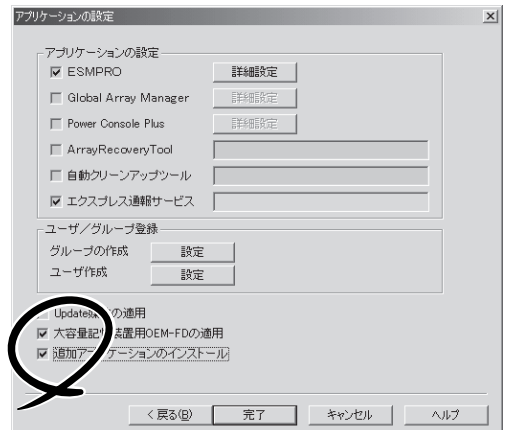 アプリケーションの設定
アプリケーションの設定
ESMPRO 詳細設定
Global Array Manager 詳細設定
Power Console Plus 詳細設定
ArrayRecoveryTool
自動クリーンアップツール
エクスプレス通報サービス
ユーザ/グループ登録
グループの作成 設定
ユーザ作成 設定
Update の適用
大容量記 装置用OEM-FDの適用
追加ア ケーションのインストール
< 戻る(B) 完了 キャンセル ヘルプ